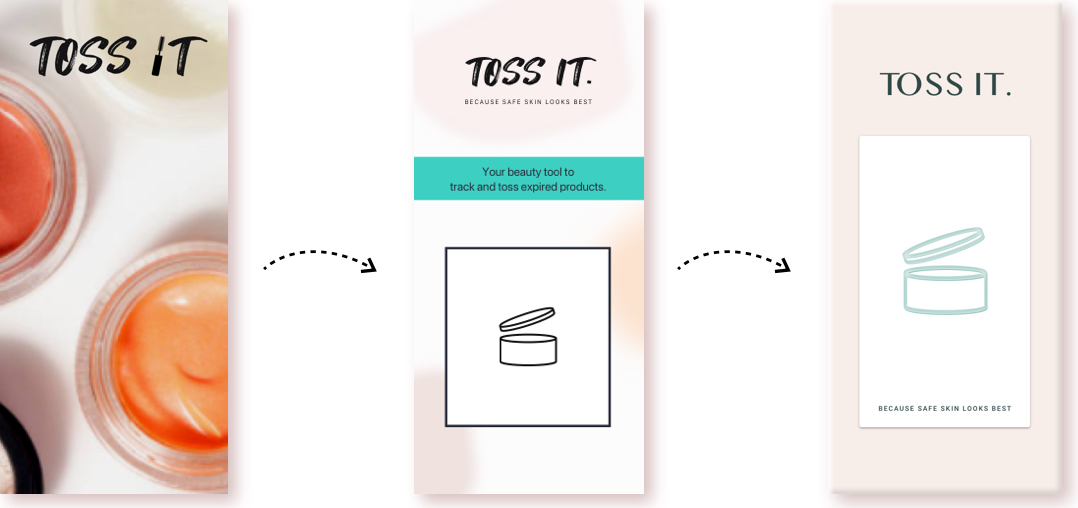 TOSS IT
TOSS IT.
BECAUSE SAFE SKIN LOOKS BEST
Your beauty tool to
track and toss expired products.
TOSS IT.
BECAUSE SAFE SKIN LOOKS BEST